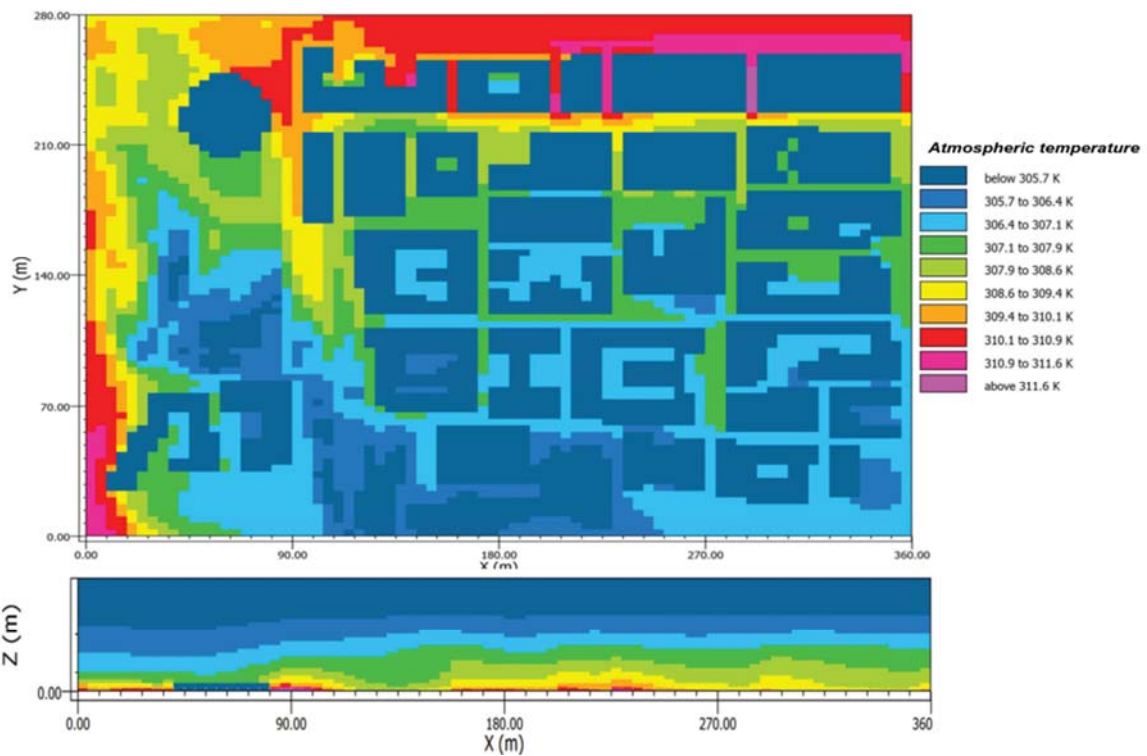 280.00
210.00
140.00
70.00
0.00
Y (m)
0.00 90.00 180.00 270.00 360.00
X (m)
Atmospheric temperature
below 305.7 K
305.7 to 306.4 K
306.4 to 307.1 K
307.1 to 307.9 K
307.9 to 308.6 K
308.6 to 309.4 K
309.4 to 310.1 K
310.1 to 310.9 K
310.9 to 311.6 K
above 311.6 K
Z (m)
0.00
0.00 90.00 180.00 270.00 360
X (m)